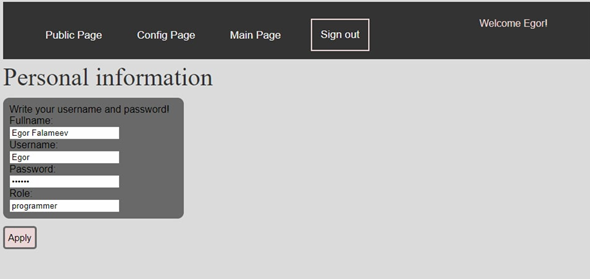 Welcome Egor!
Public Page Config Page Main Page Sign out
Personal information
Write your username and password!
Fullname:
Egor Falameev
Username:
Egor
Password:
••••••
Role:
programmer
Apply